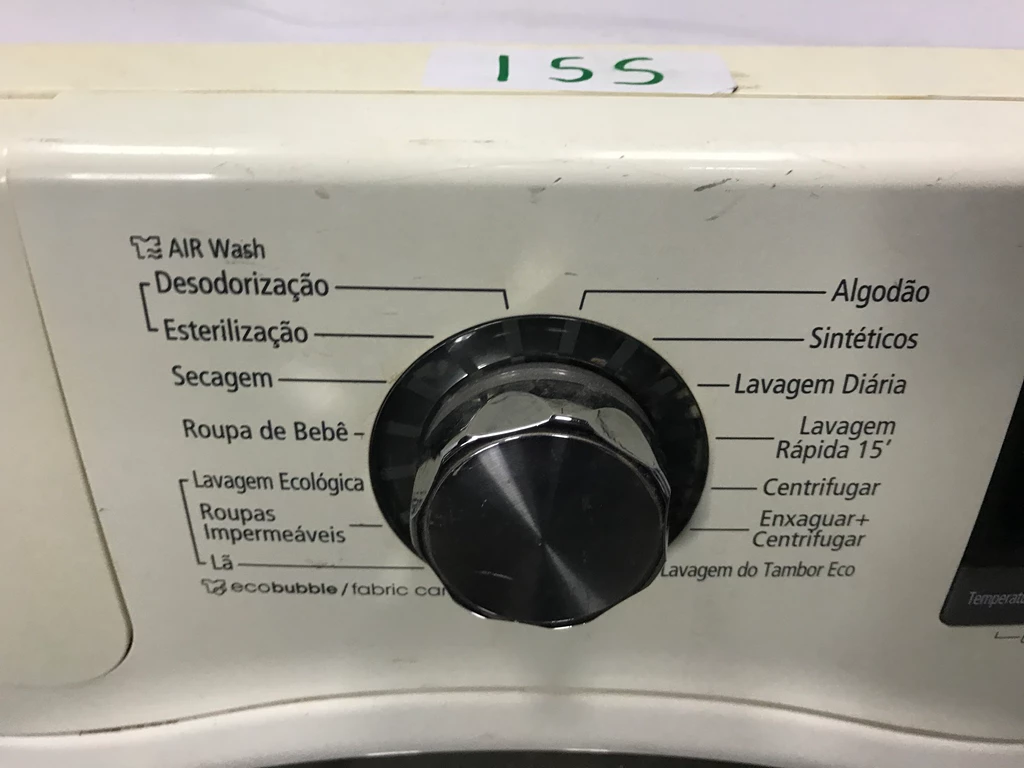 155
AIR Wash
Desodorização
Esterilização
Secagem
Roupa de Bebê
Lavagem Ecológica
Roupas
Impermeáveis
Lã
ecobubble/fabric
Algodão
Sintéticos
Lavagem Diária
Lavagem
Rápida 15’
Centrifugar
Enxaguar+
Centrifugar
Lavagem do Tambor Eco